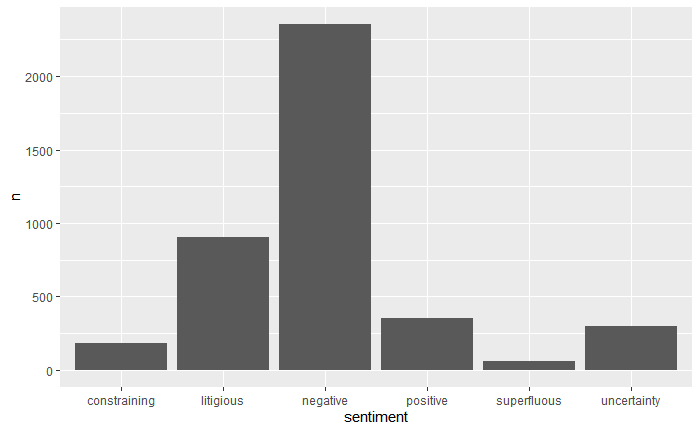 2000
1500
1000
500
0
n
constraining litigious negative positive superfluous uncertainty
sentiment